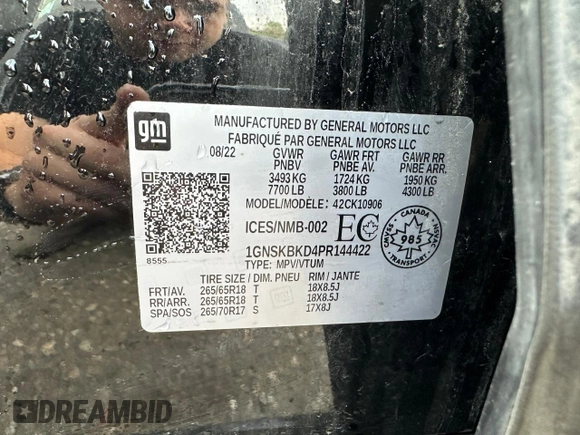 gm
MANUFACTURED BY GENERAL MOTORS LLC
FABRIQUÉ PAR GENERAL MOTORS LLC
08/22 GVWR GAWR FRT GAWR RR
PNBV PNBE AV. PNBE ARR.
3493 KG 1724 KG 1950 KG
7700 LB 3800 LB 4300 LB
MODEL/MODÈLE: 42CK10906
ICES/NMB-002 EC CANADA 985
8555
1GNSKBKD4PR144422
TYPE: MPV/VTUM
TIRE SIZE / DIM. PNEU RIM / JANTE
FRT/AV. 265/65R18 T 18X8.5J
RR/ARR. 265/65R18 T 18X8.5J
SPA/SOS 265/70R17 S 17X8J
DREAMBID